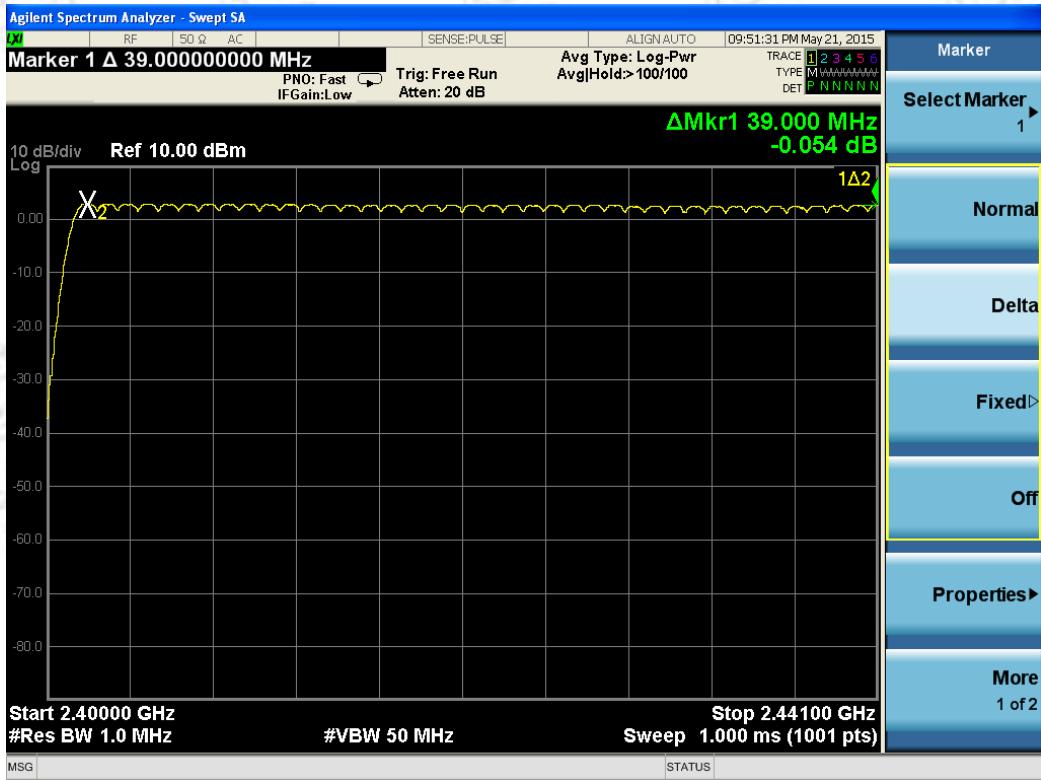 Agilent Spectrum Analyzer - Swept SA
LXI RF 50 Ω AC SENSE:PULSE ALIGN AUTO 09:51:31 PM May 21, 2015
Marker 1 Δ 39.000000000 MHz
PNO: Fast
IFGain:Low
Trig: Free Run
Atten: 20 dB
Avg Type: Log-Pwr
Avg|Hold:>100/100
TRACE 1 2 3 4 5 6
TYPE M
DET P N N N N N
ΔMkr1 39.000 MHz
-0.054 dB
10 dB/div Ref 10.00 dBm
Log
1Δ2
X2
0.00
-10.0
-20.0
-30.0
-40.0
-50.0
-60.0
-70.0
-80.0
Start 2.40000 GHz Stop 2.44100 GHz
#Res BW 1.0 MHz #VBW 50 MHz Sweep 1.000 ms (1001 pts)
MSG STATUS
Marker
Select Marker
1
Normal
Delta
Fixed
Off
Properties
More
1 of 2